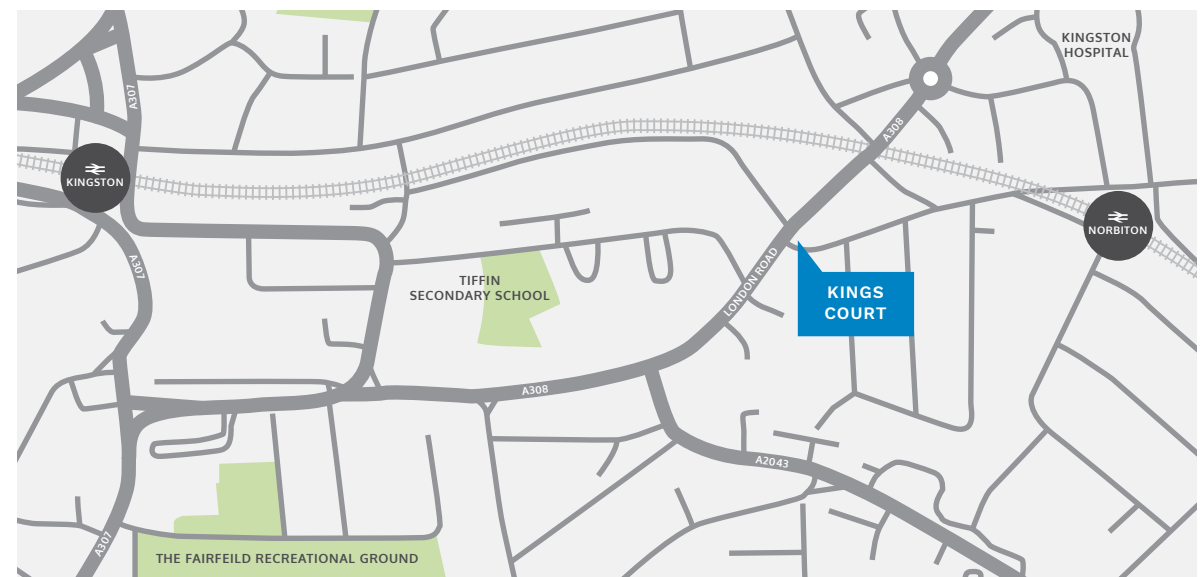 KINGSTON
HOSPITAL
A307
A308
KINGSTON
NORBITON
A307
TIFFIN
SECONDARY SCHOOL
LONDON ROAD
KINGS
COURT
A308
A2043
A307
THE FAIRFEILD RECREATIONAL GROUND